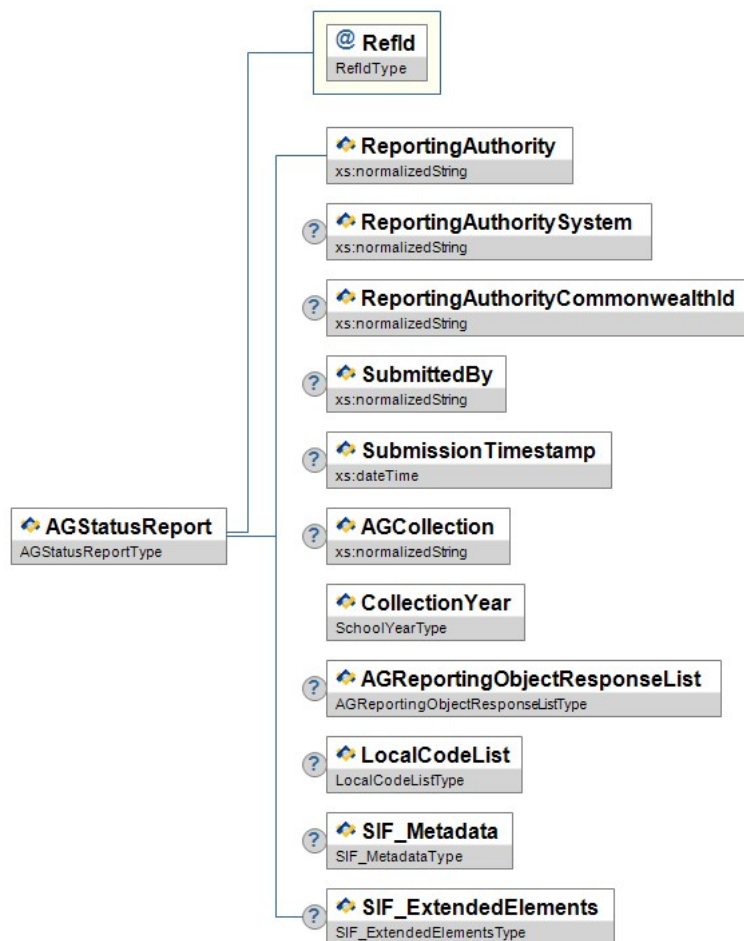 @ RefId
RefIdType
ReportingAuthority
xs:normalizedString
? ReportingAuthoritySystem
xs:normalizedString
? ReportingAuthorityCommonwealthId
xs:normalizedString
? SubmittedBy
xs:normalizedString
? SubmissionTimestamp
xs:dateTime
AGStatusReport
AGStatusReportType
? AGCollection
xs:normalizedString
CollectionYear
SchoolYearType
? AGReportingObjectResponseList
AGReportingObjectResponseListType
? LocalCodeList
LocalCodeListType
? SIF_Metadata
SIF_MetadataType
? SIF_ExtendedElements
SIF_ExtendedElementsType